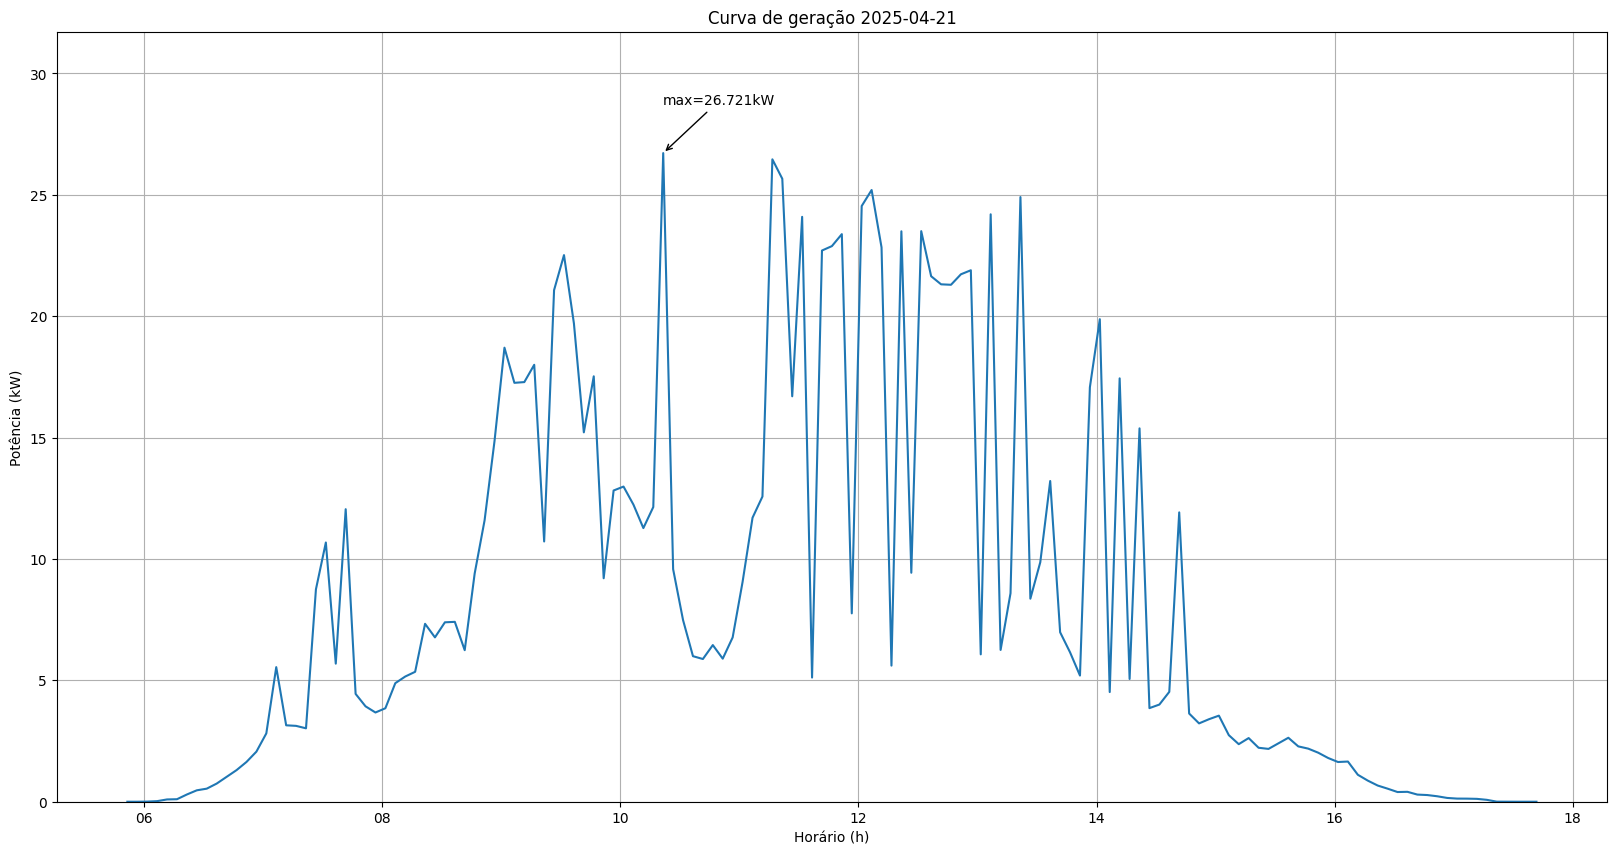 Curva de geração 2025-04-21
30
max=26.721kW
25
20
15
Potência (kW)
10
5
0
06 08 10 12 14 16 18
Horário (h)